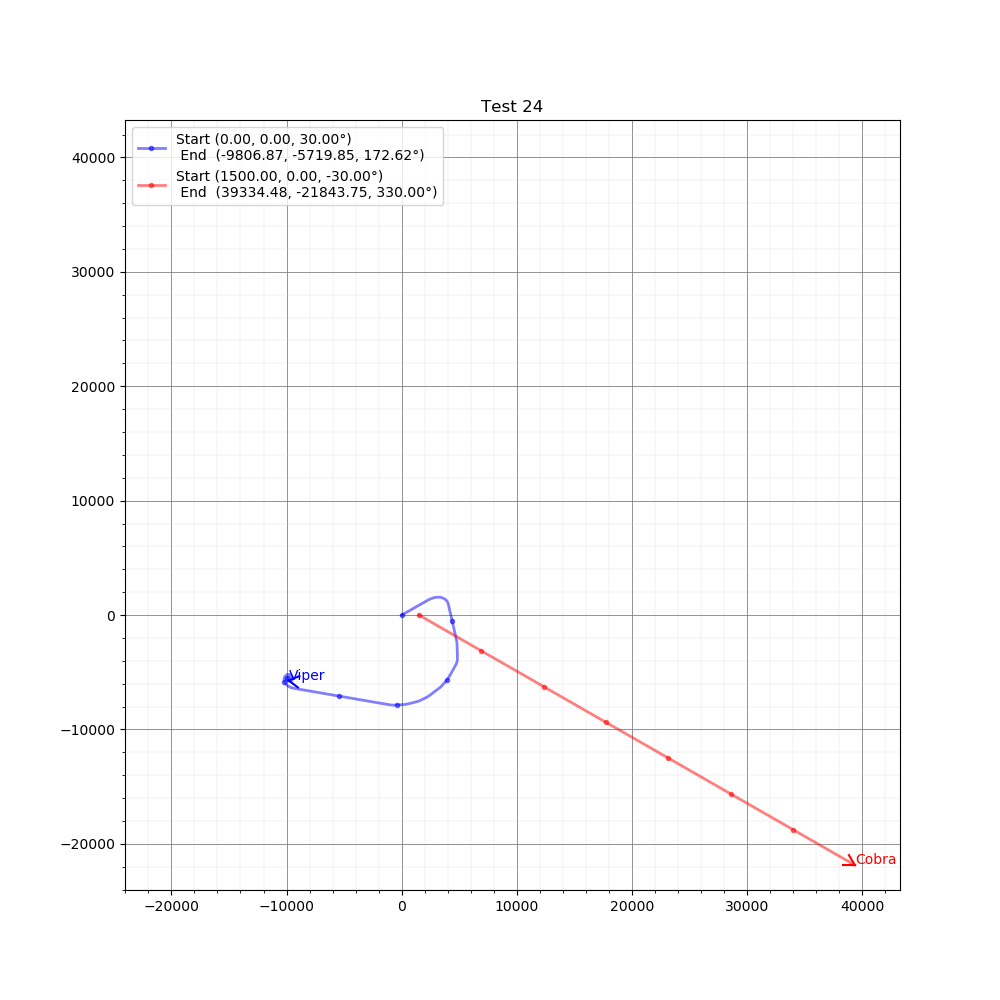 Test 24
Start (0.00, 0.00, 30.00°)
End (-9806.87, -5719.85, 172.62°)
Start (1500.00, 0.00, -30.00°)
End (39334.48, -21843.75, 330.00°)
40000
30000
20000
10000
0
−10000
−20000
Viper
Cobra
−20000 −10000 0 10000 20000 30000 40000